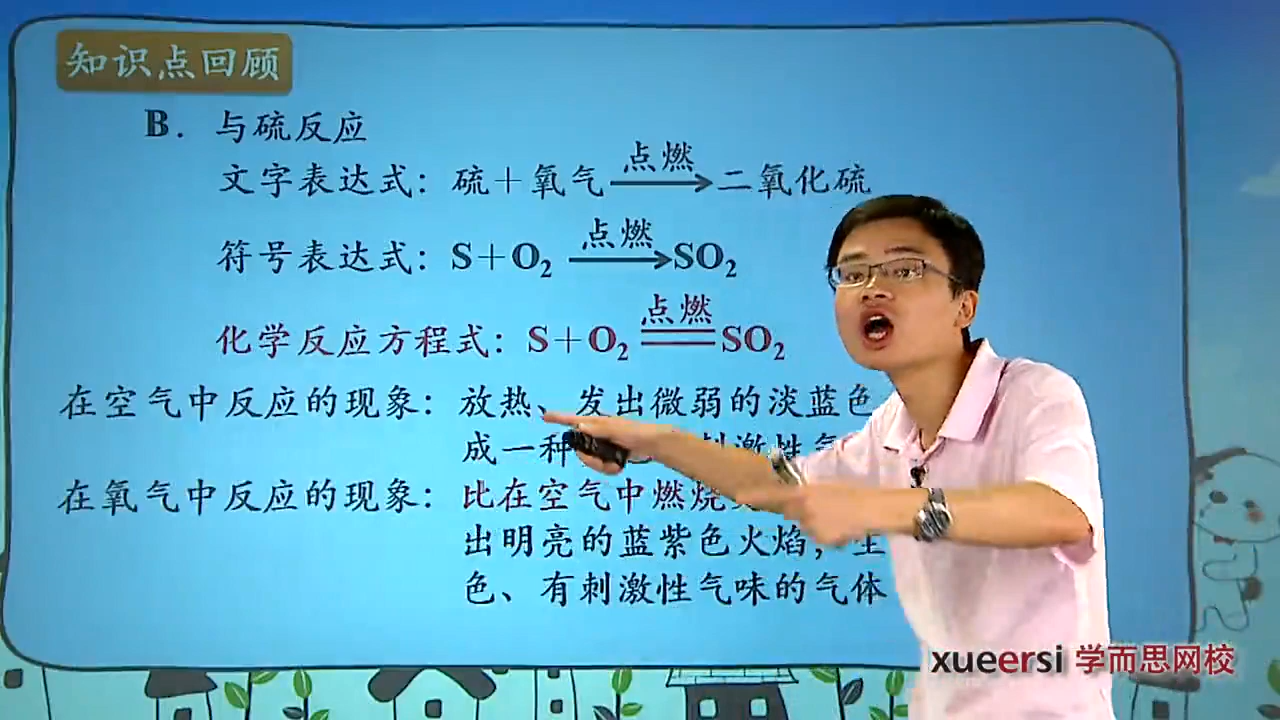 知识点回顾
B. 与硫反应
文字表达式：硫＋氧气 点燃 二氧化硫
符号表达式：S＋O₂ 点燃 SO₂
化学反应方程式：S＋O₂ 点燃 SO₂
在空气中反应的现象：放热、发出微弱的淡蓝色
成一种 刺激性气
在氧气中反应的现象：比在空气中燃烧
出明亮的蓝紫色火焰，生
色、有刺激性气味的气体
xueersi 学而思网校